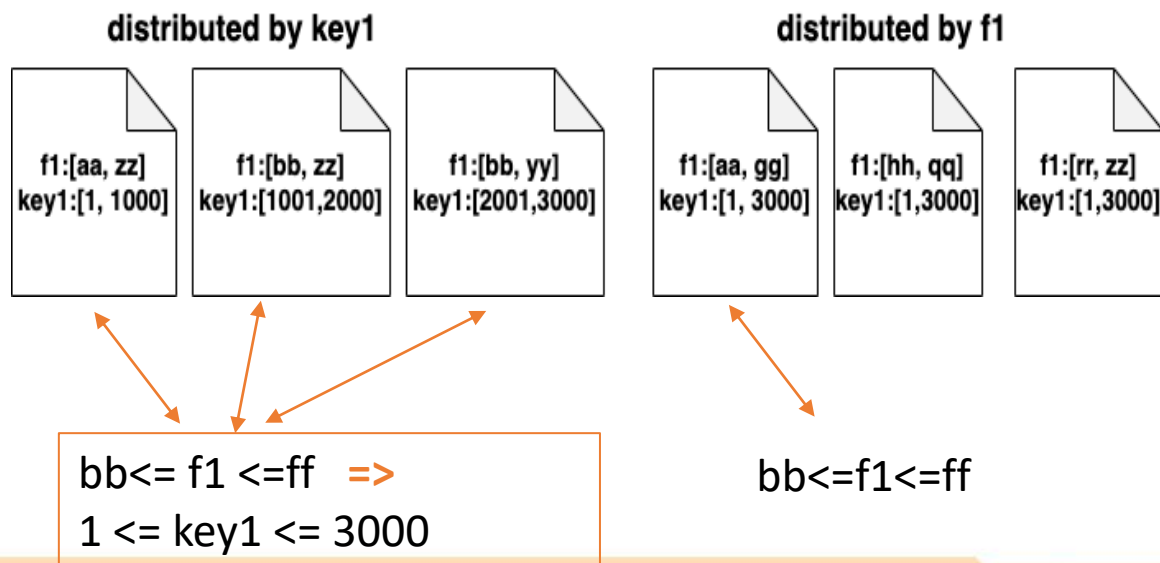 distributed by key1
f1:[aa, zz]
key1:[1, 1000]
f1:[bb, zz]
key1:[1001,2000]
f1:[bb, yy]
key1:[2001,3000]
bb<= f1 <=ff =>
1 <= key1 <= 3000
distributed by f1
f1:[aa, gg]
key1:[1, 3000]
f1:[hh, qq]
key1:[1,3000]
f1:[rr, zz]
key1:[1,3000]
bb<=f1<=ff